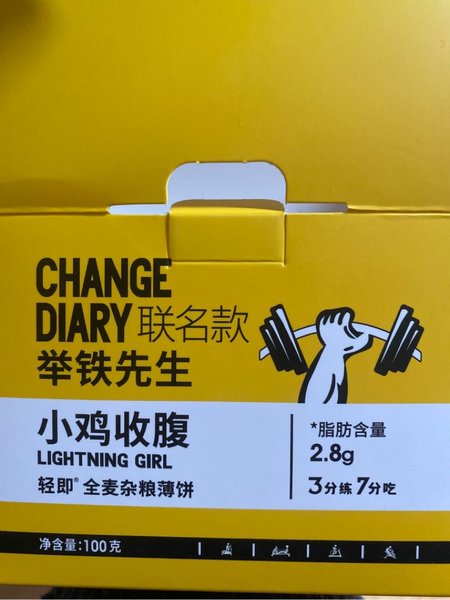 CHANGE
DIARY 联名款
举铁先生
小鸡收腹
LIGHTNING GIRL
轻即® 全麦杂粮薄饼
*脂肪含量
2.8g
3分练7分吃
净含量:100克